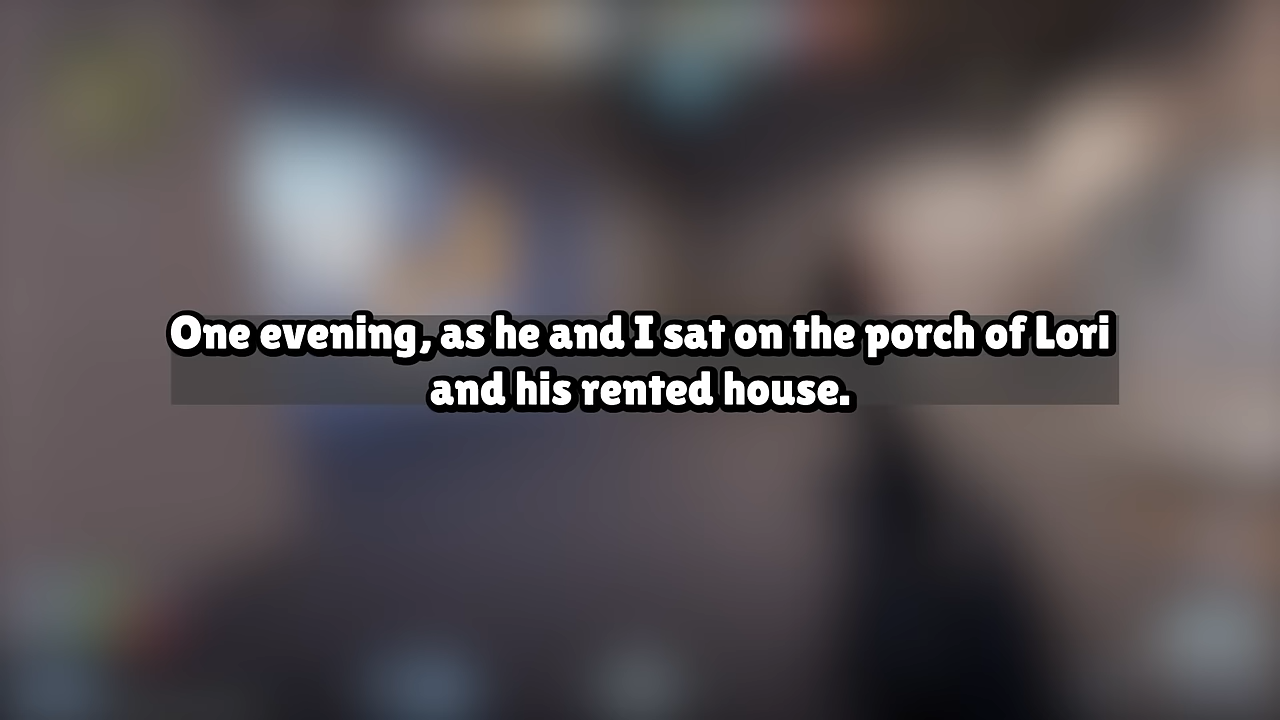 One evening, as he and I sat on the porch of Lori
and his rented house.